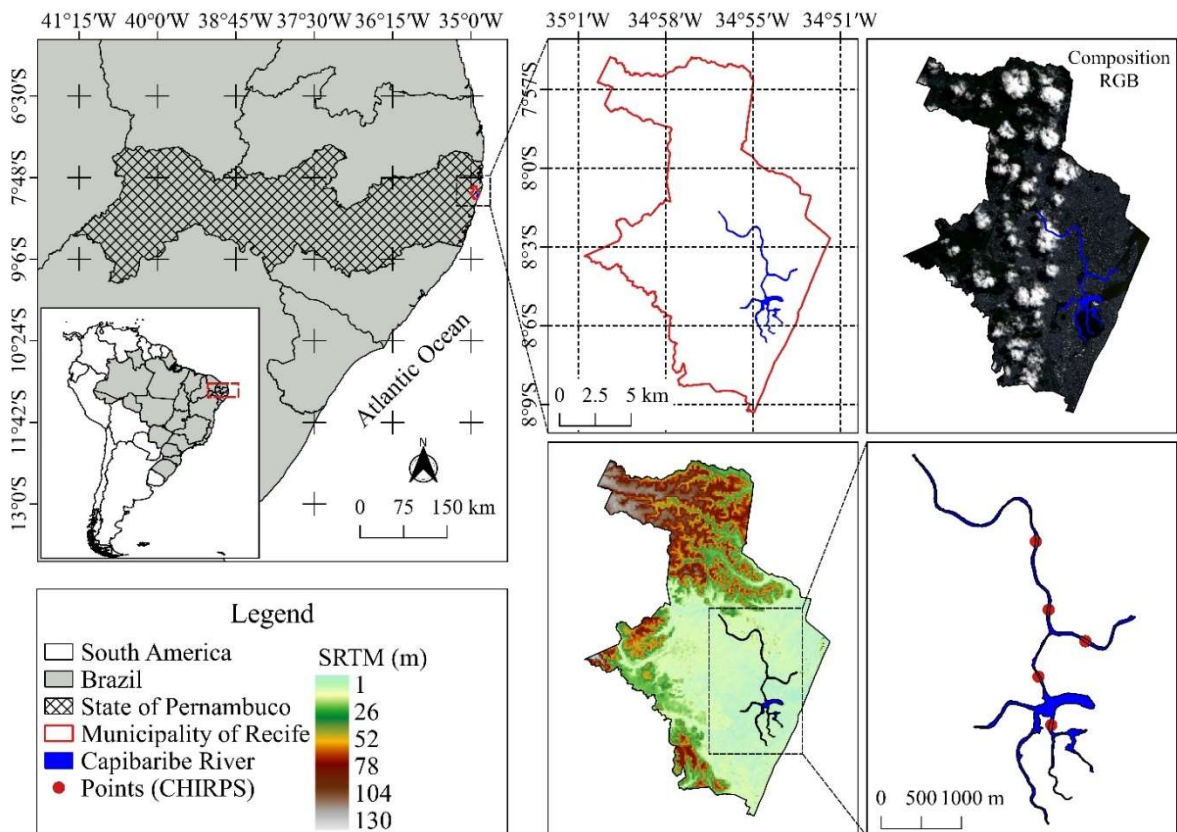 41°15'W 40°0'W 38°45'W 37°30'W 36°15'W 35°0'W
6°30'S
7°48'S
9°6'S
10°24'S
11°42'S
13°0'S
Atlantic Ocean
N
0 75 150 km
35°1'W 34°58'W 34°55'W 34°51'W
7°57'S
8°0'S
8°3'S
8°6'S
8°9'S
0 2.5 5 km
Composition
RGB
Legend
South America
Brazil
State of Pernambuco
Municipality of Recife
Capibaribe River
Points (CHIRPS)
SRTM (m)
1
26
52
78
104
130
0 500 1000 m